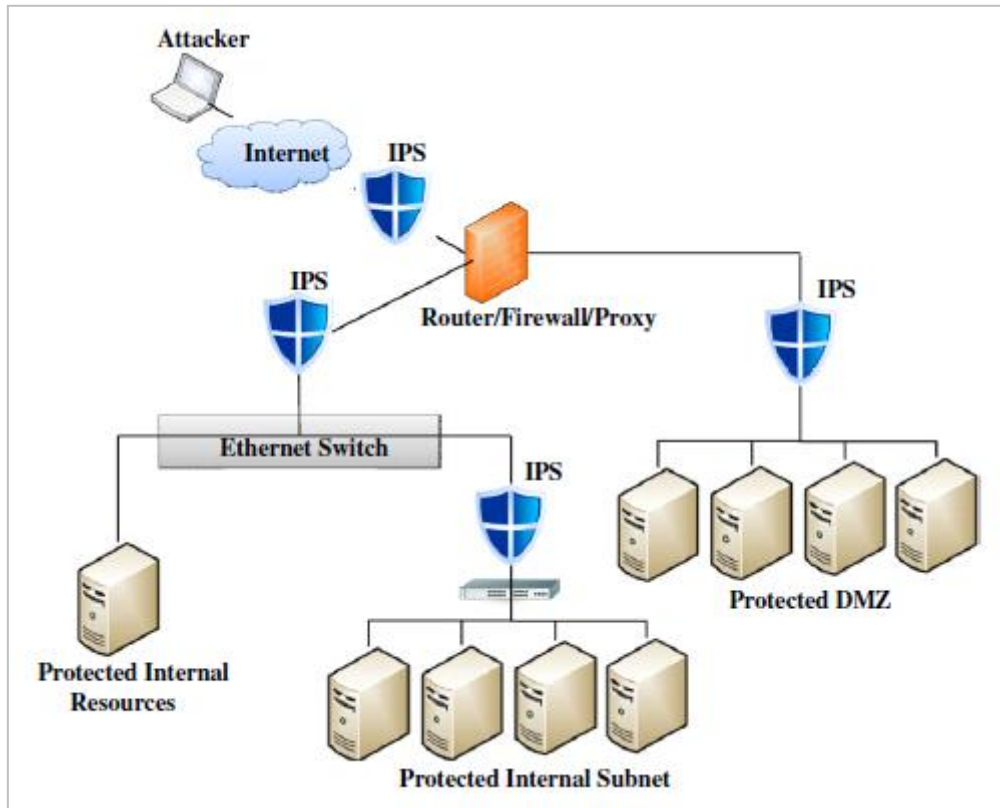 Attacker
Internet
IPS
IPS
Router/Firewall/Proxy
IPS
Ethernet Switch
IPS
Protected DMZ
Protected Internal
Resources
Protected Internal Subnet